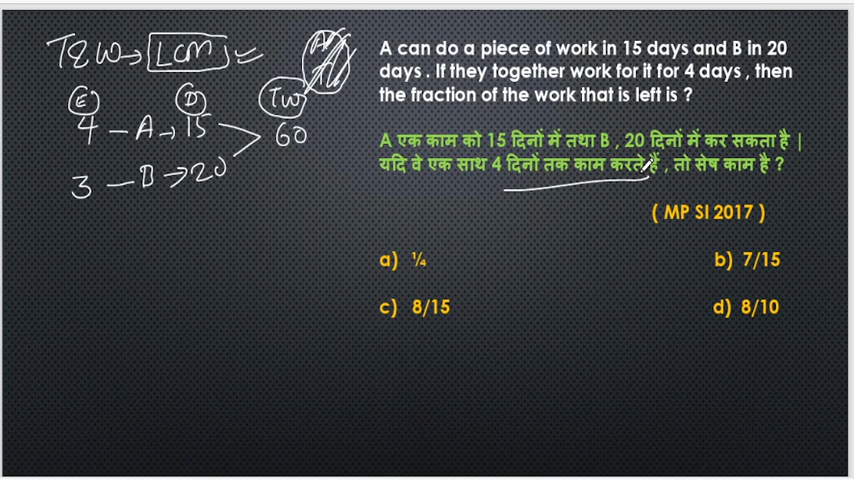 T&W → LCM
E D TW
4 – A → 15
60
3 – B → 20
A can do a piece of work in 15 days and B in 20
days . If they together work for it for 4 days , then
the fraction of the work that is left is ?
A एक काम को 15 दिनों में तथा B , 20 दिनों में कर सकता है |
यदि वे एक साथ 4 दिनों तक काम करते हैं , तो सेष काम है ?
( MP SI 2017 )
a) ¼ b) 7/15
c) 8/15 d) 8/10